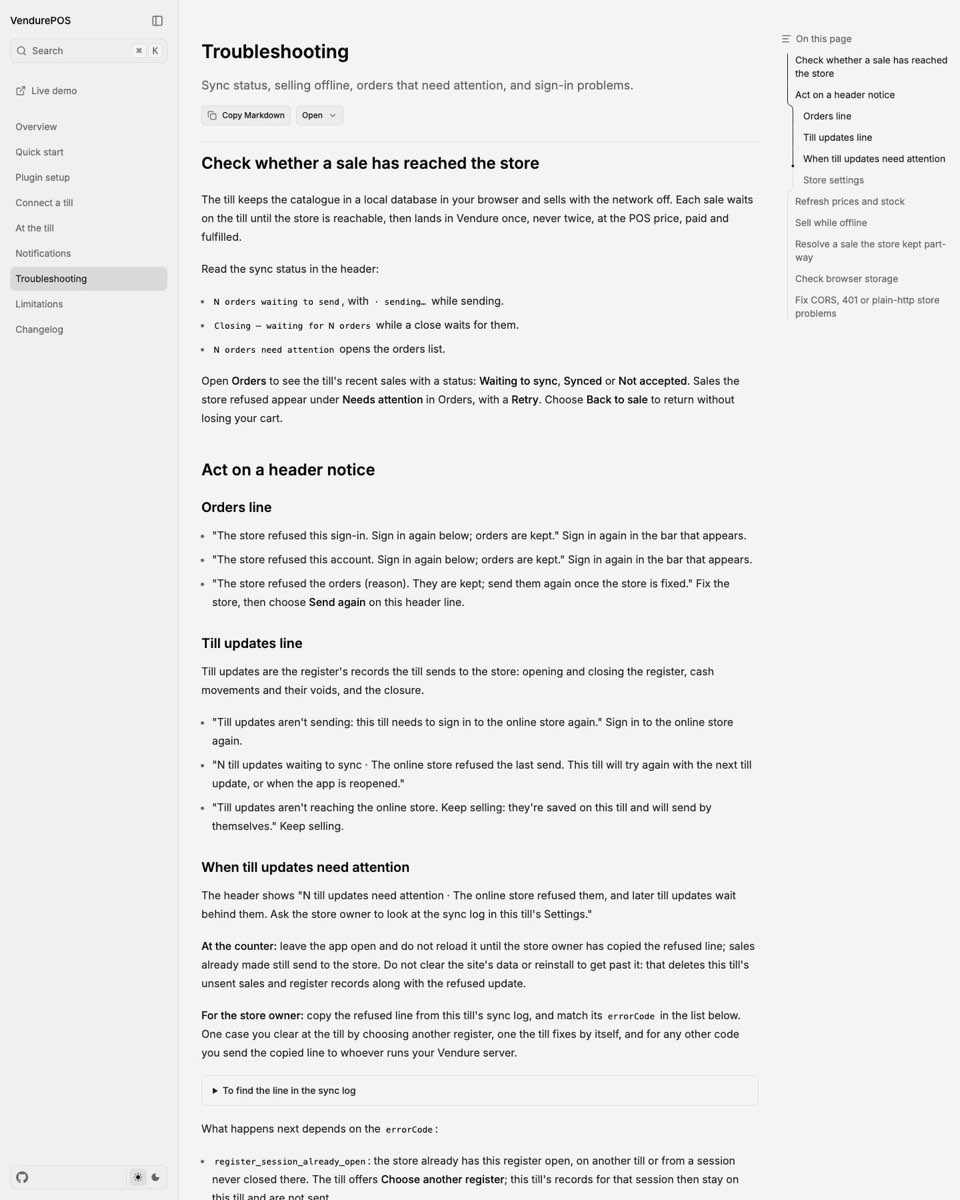 VendurePOS
Search
⌘ K
Live demo
Overview
Quick start
Plugin setup
Connect a till
At the till
Notifications
Troubleshooting
Limitations
Changelog
Troubleshooting
Sync status, selling offline, orders that need attention, and sign-in problems.
Copy Markdown
Open
Check whether a sale has reached the store
The till keeps the catalogue in a local database in your browser and sells with the network off. Each sale waits
on the till until the store is reachable, then lands in Vendure once, never twice, at the POS price, paid and
fulfilled.
Read the sync status in the header:
• N orders waiting to send, with · sending… while sending.
• Closing — waiting for N orders while a close waits for them.
• N orders need attention opens the orders list.
Open Orders to see the till's recent sales with a status: Waiting to sync, Synced or Not accepted. Sales the
store refused appear under Needs attention in Orders, with a Retry. Choose Back to sale to return without
losing your cart.
Act on a header notice
Orders line
• "The store refused this sign-in. Sign in again below; orders are kept." Sign in again in the bar that appears.
• "The store refused this account. Sign in again below; orders are kept." Sign in again in the bar that appears.
• "The store refused the orders (reason). They are kept; send them again once the store is fixed." Fix the
store, then choose Send again on this header line.
Till updates line
Till updates are the register's records the till sends to the store: opening and closing the register, cash
movements and their voids, and the closure.
• "Till updates aren't sending: this till needs to sign in to the online store again." Sign in to the online store
again.
• "N till updates waiting to sync · The online store refused the last send. This till will try again with the next till
update, or when the app is reopened."
• "Till updates aren't reaching the online store. Keep selling: they're saved on this till and will send by
themselves." Keep selling.
When till updates need attention
The header shows "N till updates need attention · The online store refused them, and later till updates wait
behind them. Ask the store owner to look at the sync log in this till's Settings."
At the counter: leave the app open and do not reload it until the store owner has copied the refused line; sales
already made still send to the store. Do not clear the site's data or reinstall to get past it: that deletes this till's
unsent sales and register records along with the refused update.
For the store owner: copy the refused line from this till's sync log, and match its errorCode in the list below.
One case you clear at the till by choosing another register, one the till fixes by itself, and for any other code
you send the copied line to whoever runs your Vendure server.
To find the line in the sync log
What happens next depends on the errorCode:
• register_session_already_open: the store already has this register open, on another till or from a session
never closed there. The till offers Choose another register; this till's records for that session then stay on
this till and are not sent
On this page
Check whether a sale has reached
the store
Act on a header notice
Orders line
Till updates line
When till updates need attention
Store settings
Refresh prices and stock
Sell while offline
Resolve a sale the store kept part-
way
Check browser storage
Fix CORS, 401 or plain-http store
problems